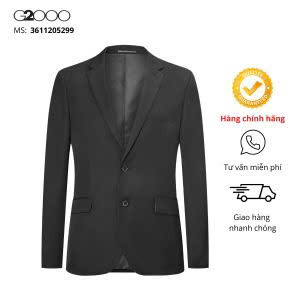 G2000
MS: 3611205299
Hàng chính hãng
Tư vấn miễn phí
Giao hàng
nhanh chóng